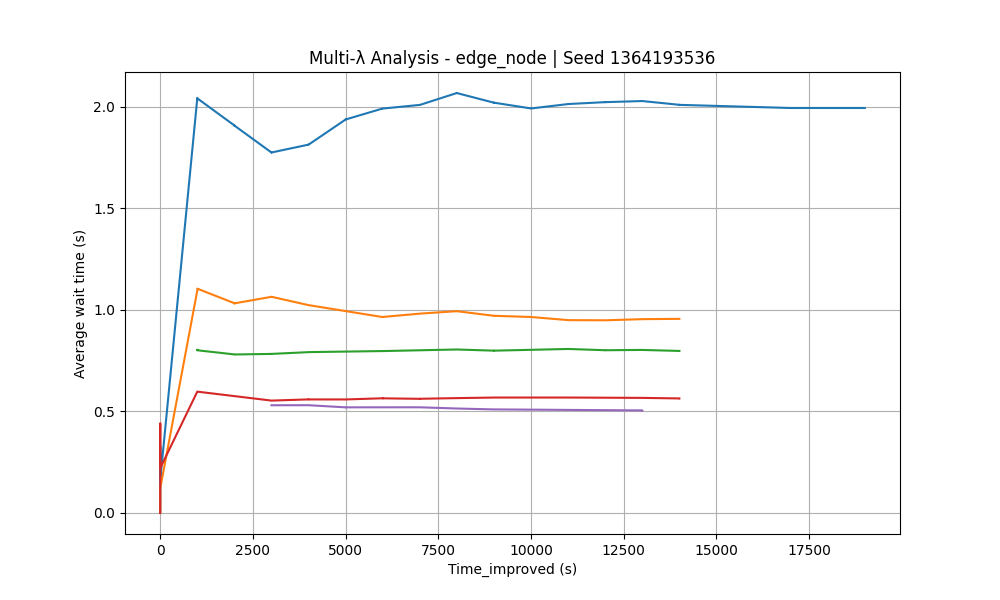 Multi-λ Analysis - edge_node | Seed 1364193536
Average wait time (s)
2.0
1.5
1.0
0.5
0.0
0 2500 5000 7500 10000 12500 15000 17500
Time_improved (s)